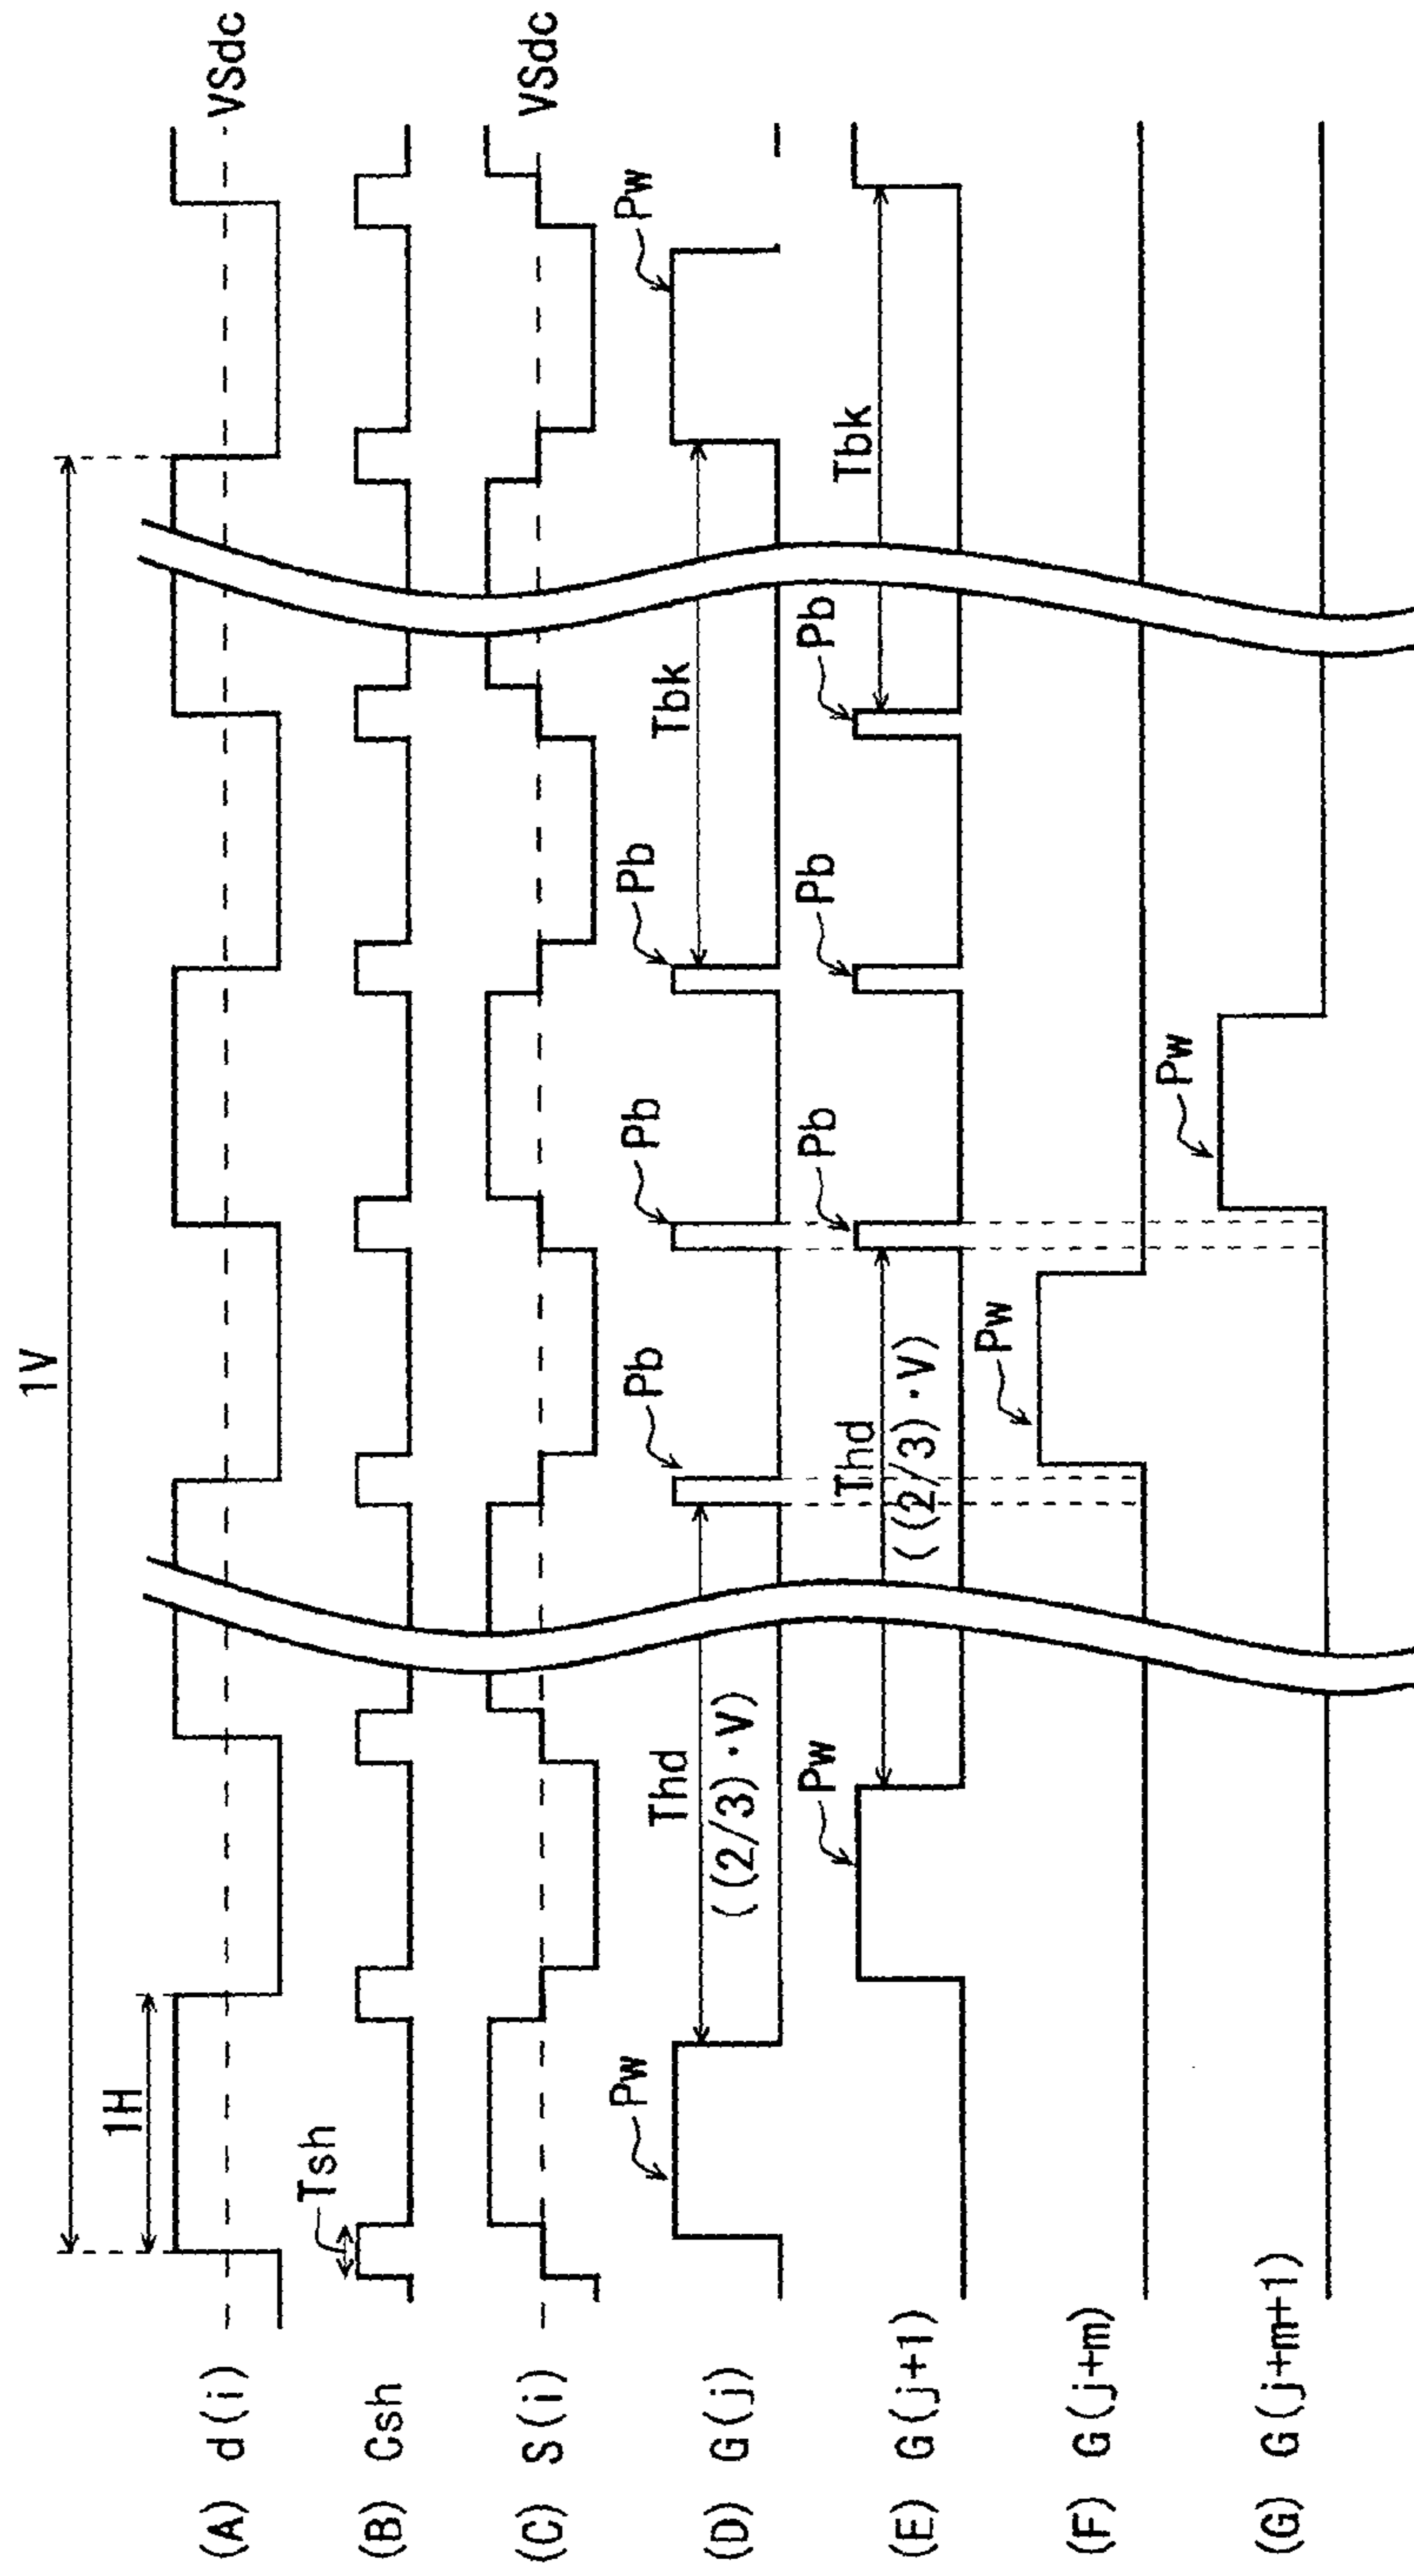 1V
1H
(A) d(i)
VSdc
Tsh
(B) Csh
(C) S(i)
VSdc
(D) G(j)
Pw
Thd
((2/3)·V)
Pb
Pb
Pb
Tbk
Pw
(E) G(j+1)
Pw
Thd
((2/3)·V)
Pb
Pb
Pb
Tbk
(F) G(j+m)
Pw
(G) G(j+m+1)
Pw